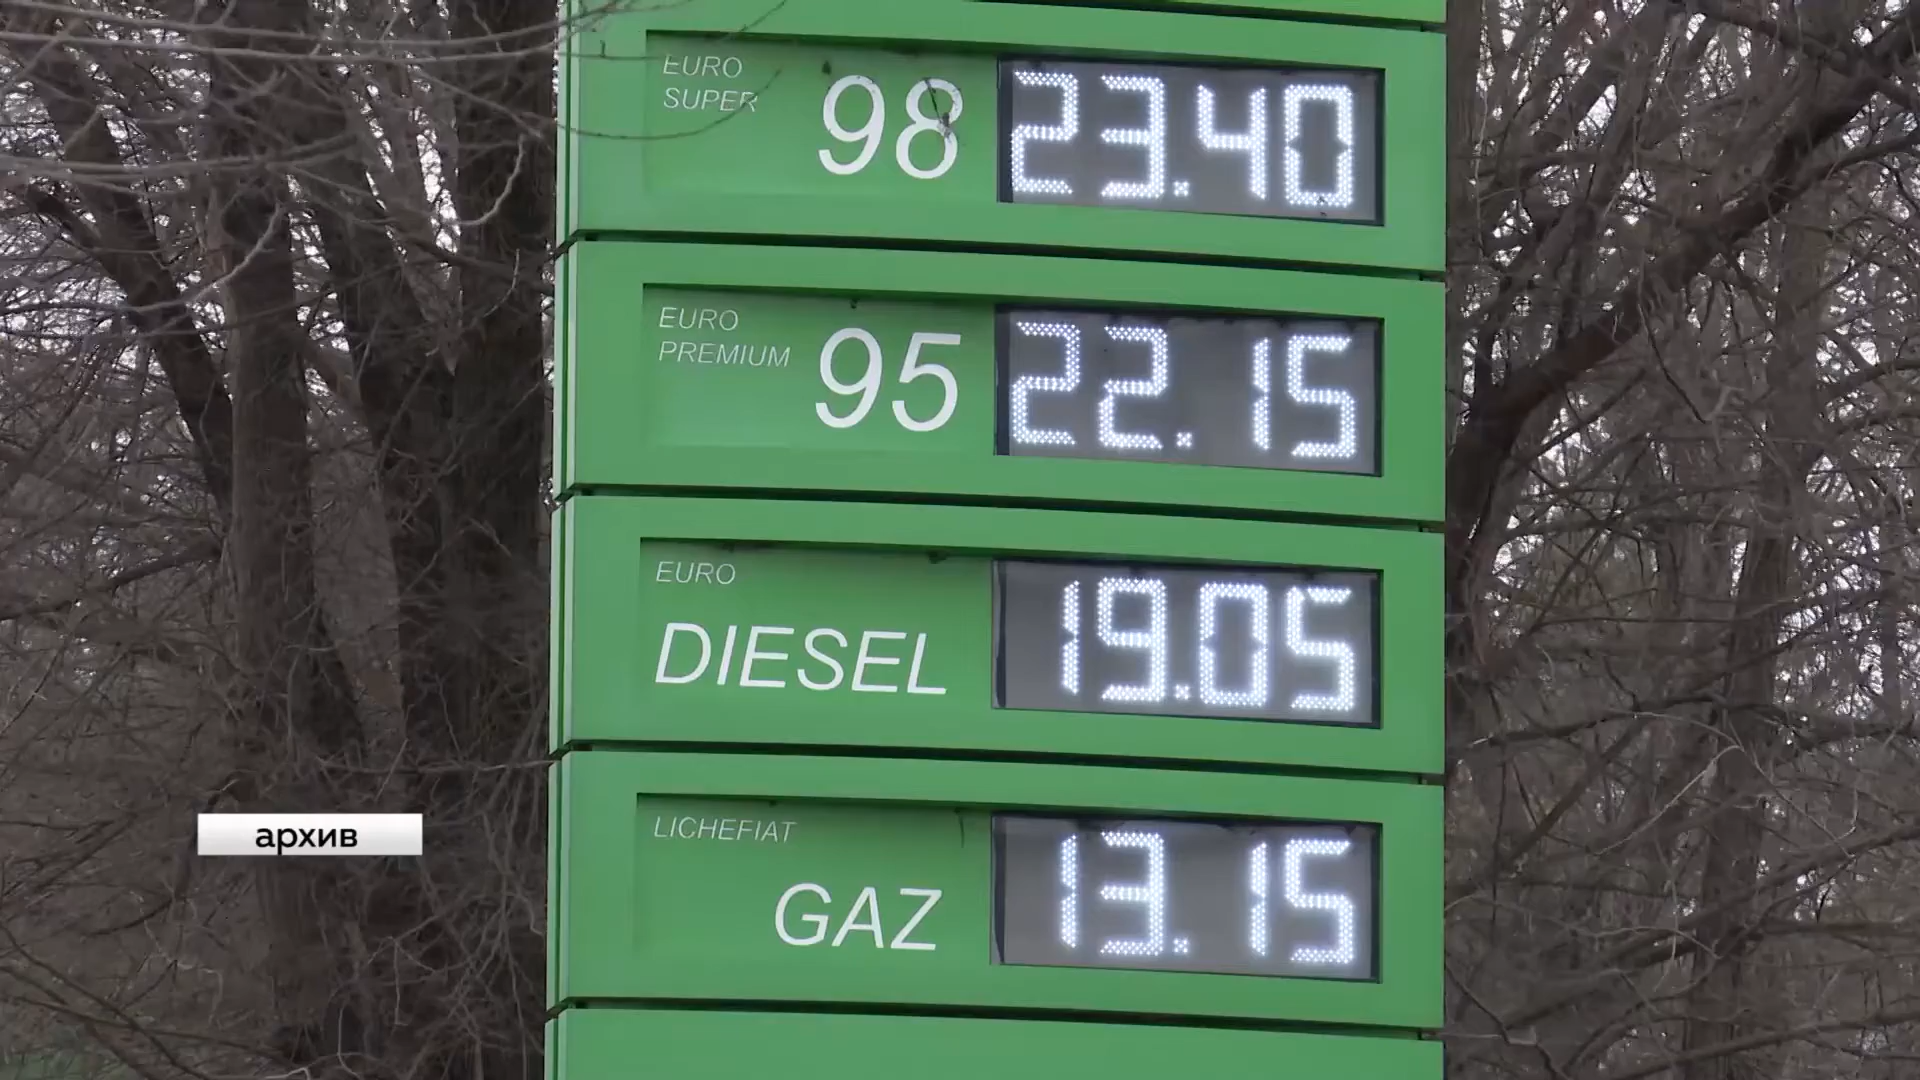 EURO
SUPER
98 23.40
EURO
PREMIUM
95 22.15
EURO
DIESEL 19.05
LICHEFIAT
GAZ 13.15
архив